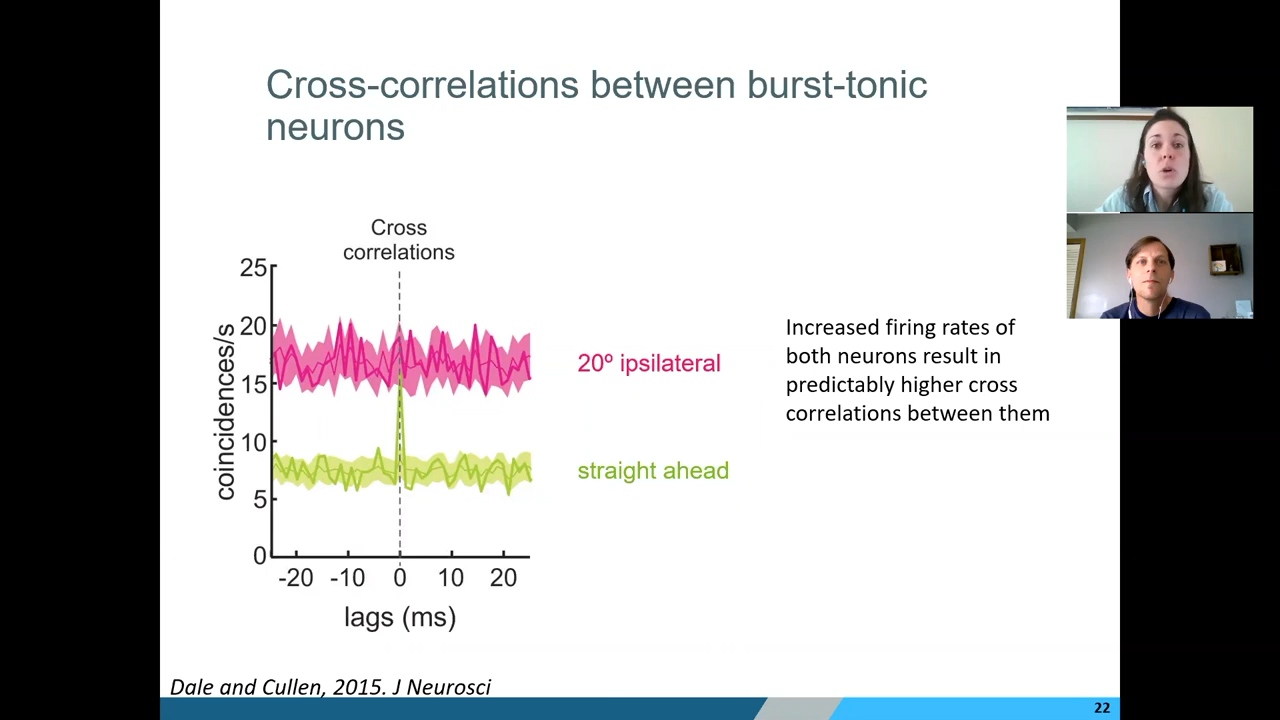 Cross-correlations between burst-tonic
neurons
Cross
correlations
25
20
15
10
5
0
coincidences/s
-20 -10 0 10 20
lags (ms)
20º ipsilateral
straight ahead
Increased firing rates of
both neurons result in
predictably higher cross
correlations between them
Dale and Cullen, 2015. J Neurosci
22